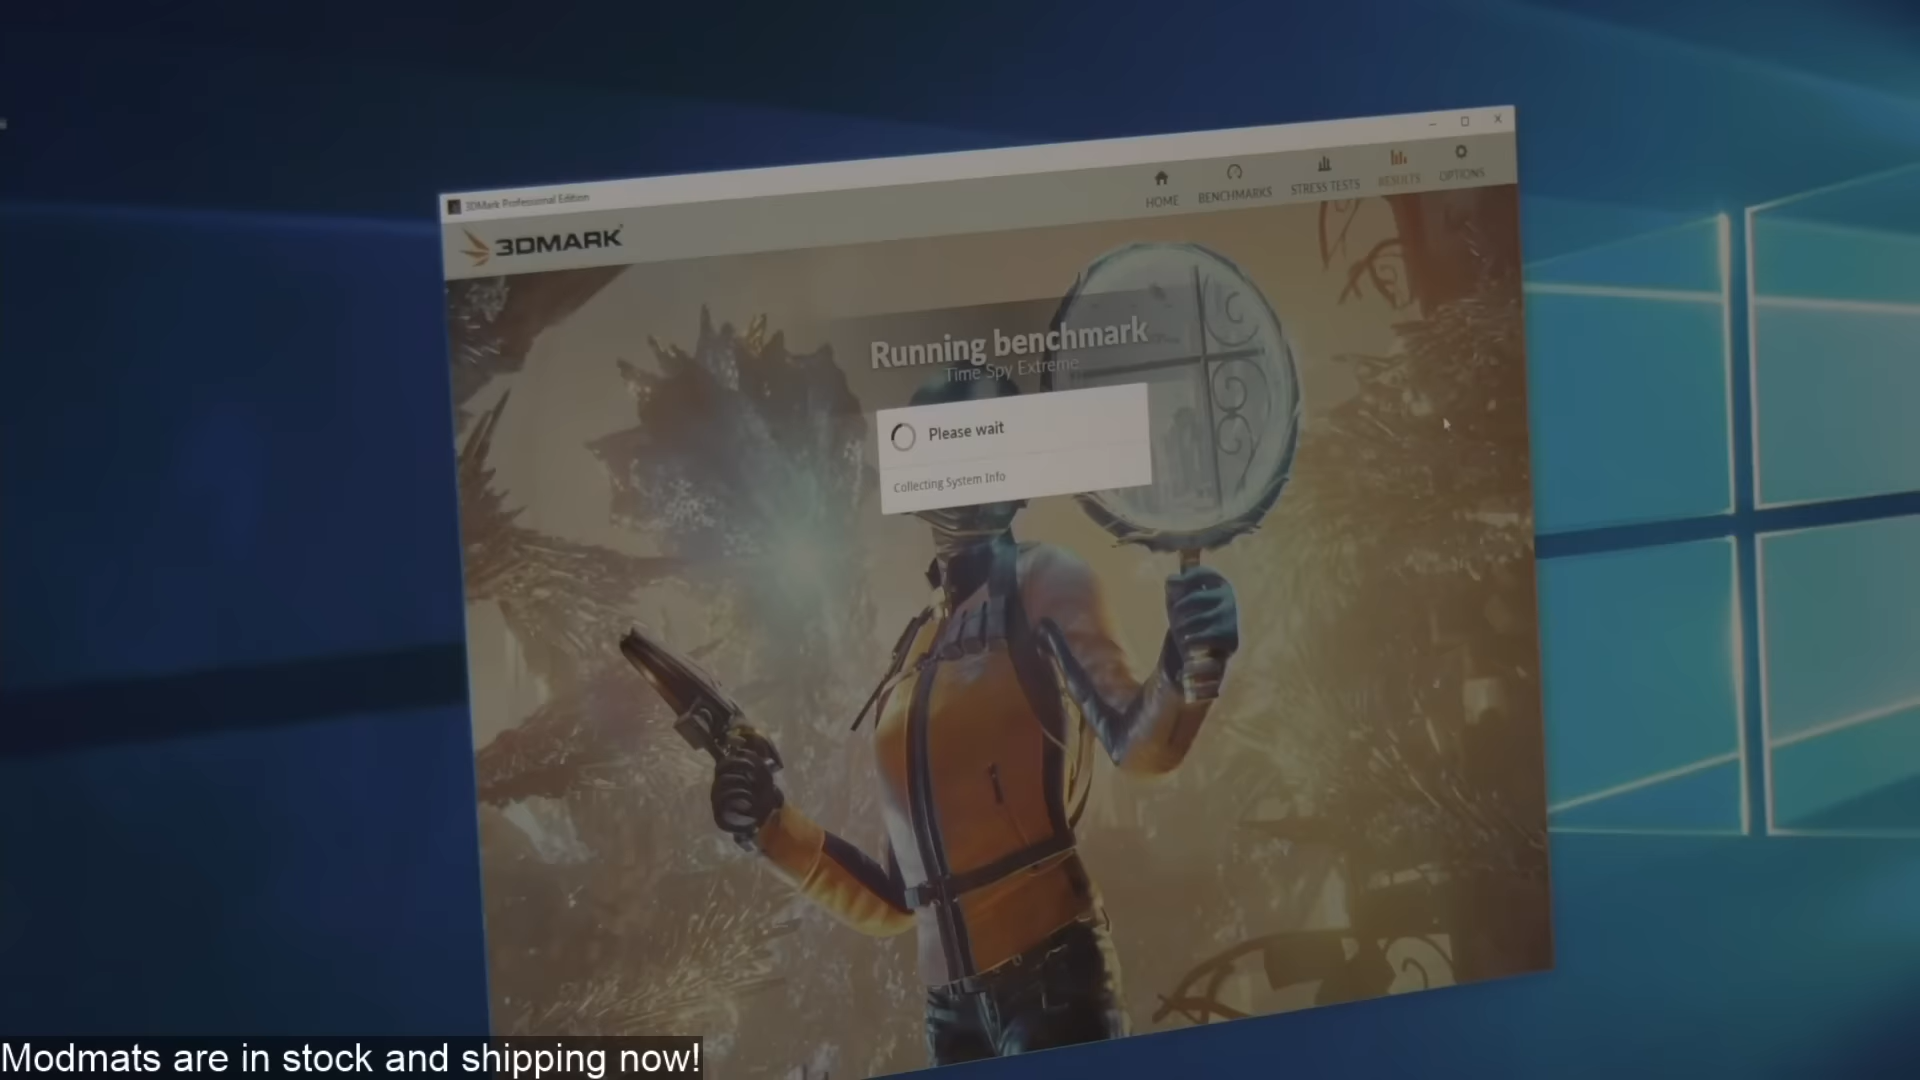 3DMark Professional Edition
HOME
BENCHMARKS
STRESS TESTS
RESULTS
OPTIONS
3DMARK
Running benchmark
Time Spy Extreme
Please wait
Collecting System Info
Modmats are in stock and shipping now!